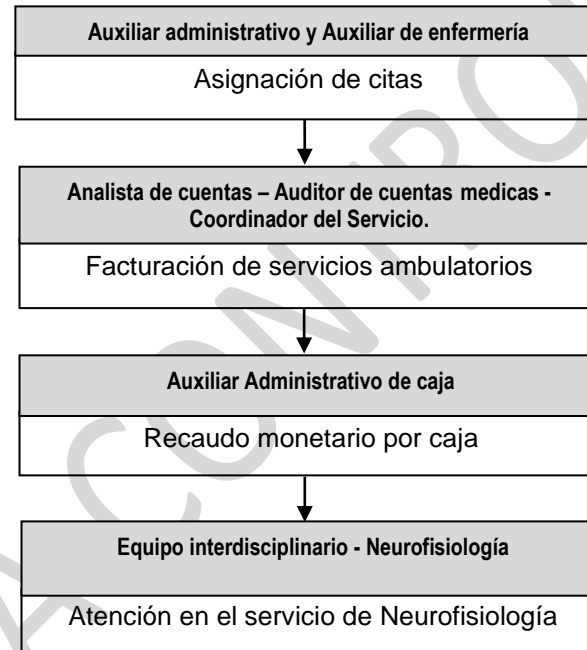 Auxiliar administrativo y Auxiliar de enfermería
Asignación de citas
Analista de cuentas – Auditor de cuentas medicas -
Coordinador del Servicio.
Facturación de servicios ambulatorios
Auxiliar Administrativo de caja
Recaudo monetario por caja
Equipo interdisciplinario - Neurofisiología
Atención en el servicio de Neurofisiología